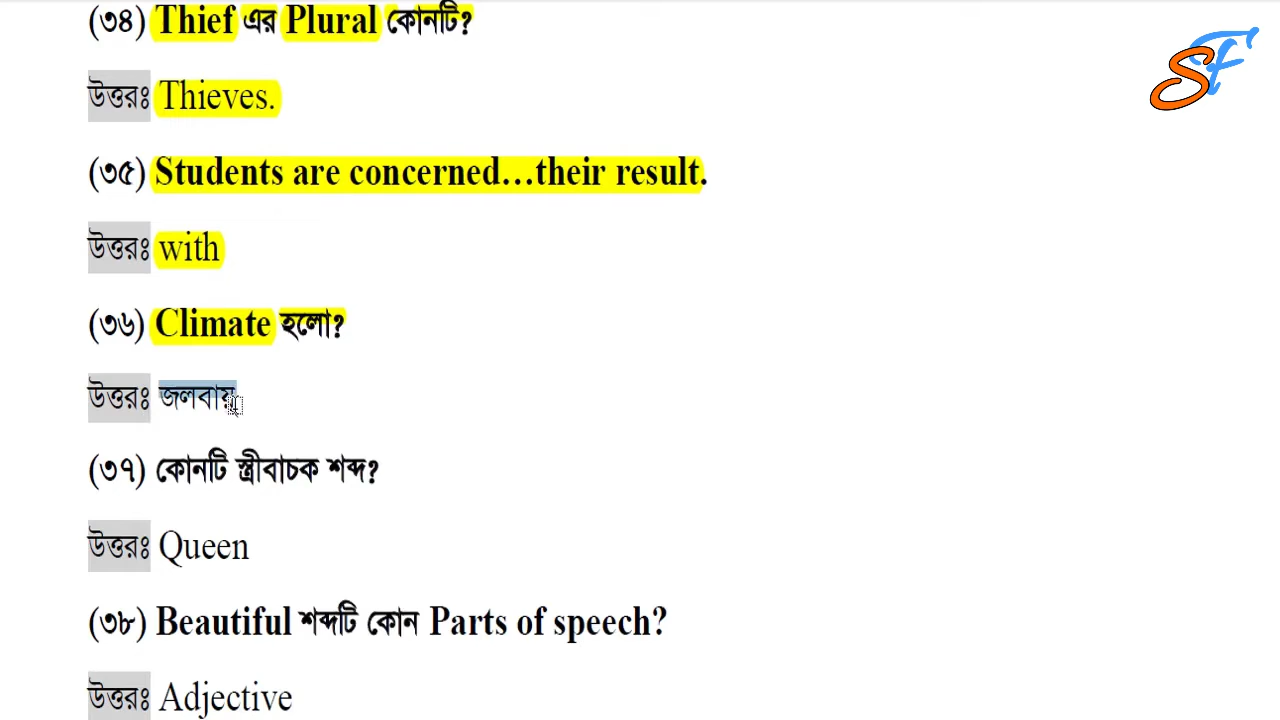 (৩৪) Thief এর Plural কোনটি?
উত্তরঃ Thieves.
(৩৫) Students are concerned...their result.
উত্তরঃ with
(৩৬) Climate হলো?
উত্তরঃ জলবায়ু
(৩৭) কোনটি স্ত্রীবাচক শব্দ?
উত্তরঃ Queen
(৩৮) Beautiful শব্দটি কোন Parts of speech?
উত্তরঃ Adjective
SF